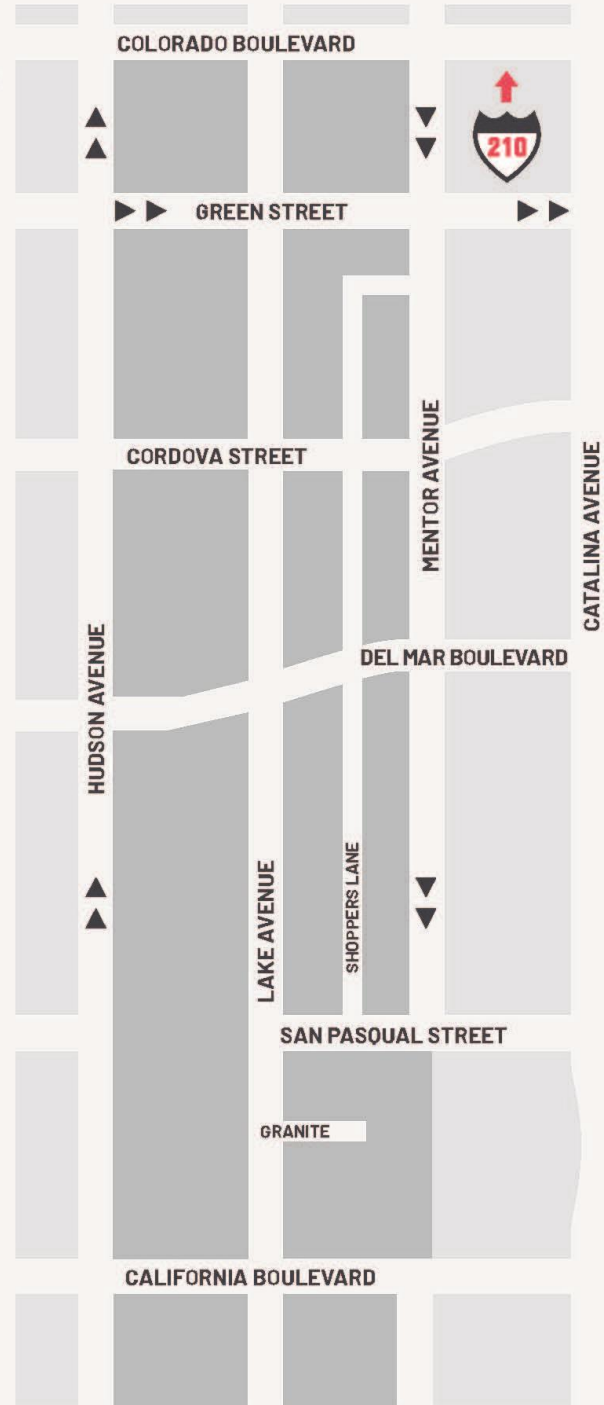 COLORADO BOULEVARD
210
GREEN STREET
MENTOR AVENUE
CORDOVA STREET
CATALINA AVENUE
HUDSON AVENUE
DEL MAR BOULEVARD
LAKE AVENUE
SHOPPERS LANE
SAN PASQUAL STREET
GRANITE
CALIFORNIA BOULEVARD